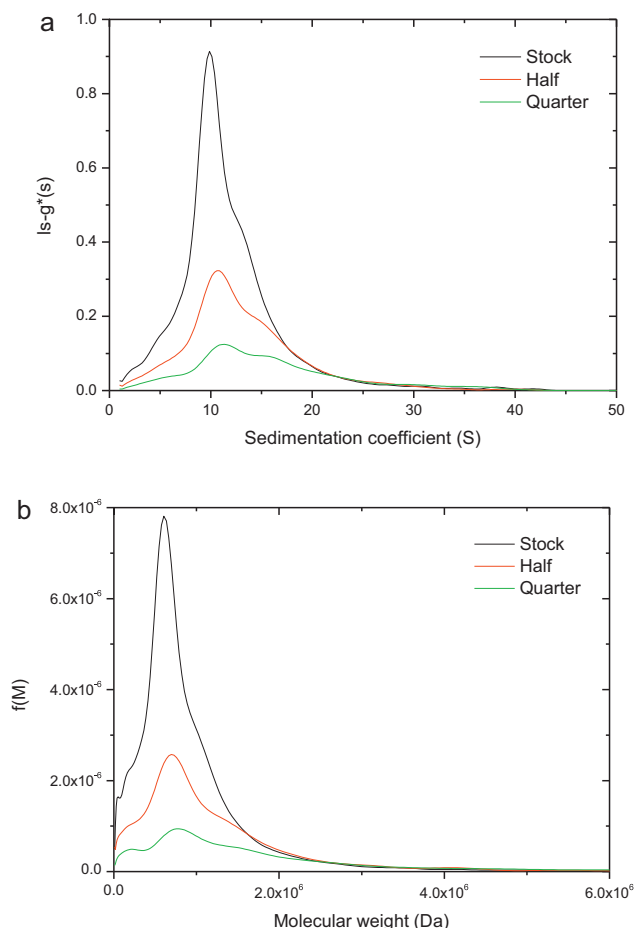 a
1.0
Stock
Half
0.8
Quarter
0.6
ls-g*(s)
0.4
0.2
0.0
0 10 20 30 40 50
Sedimentation coefficient (S)
b
8.0x10⁻⁶
Stock
Half
6.0x10⁻⁶
Quarter
f(M)
4.0x10⁻⁶
2.0x10⁻⁶
0.0
0.0 2.0x10⁶ 4.0x10⁶ 6.0x10⁶
Molecular weight (Da)